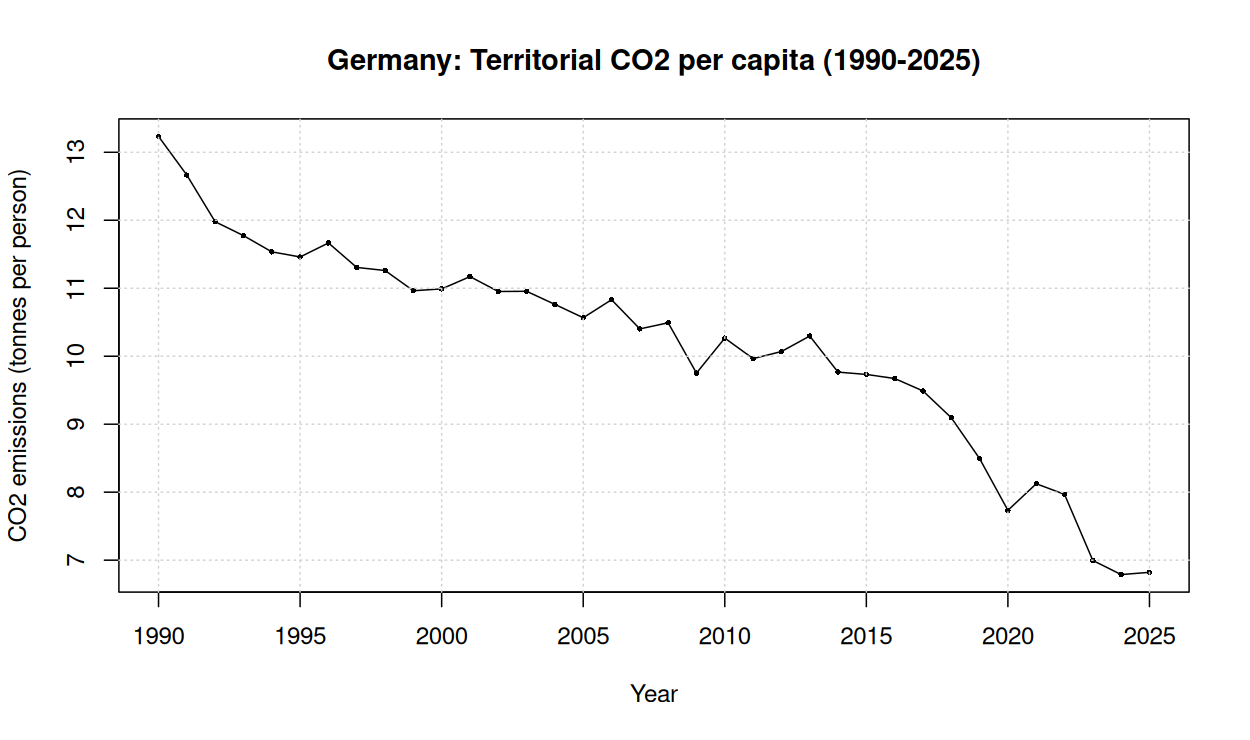 Germany: Territorial CO2 per capita (1990-2025)
CO2 emissions (tonnes per person)
13
12
11
10
9
8
7
1990 1995 2000 2005 2010 2015 2020 2025
Year